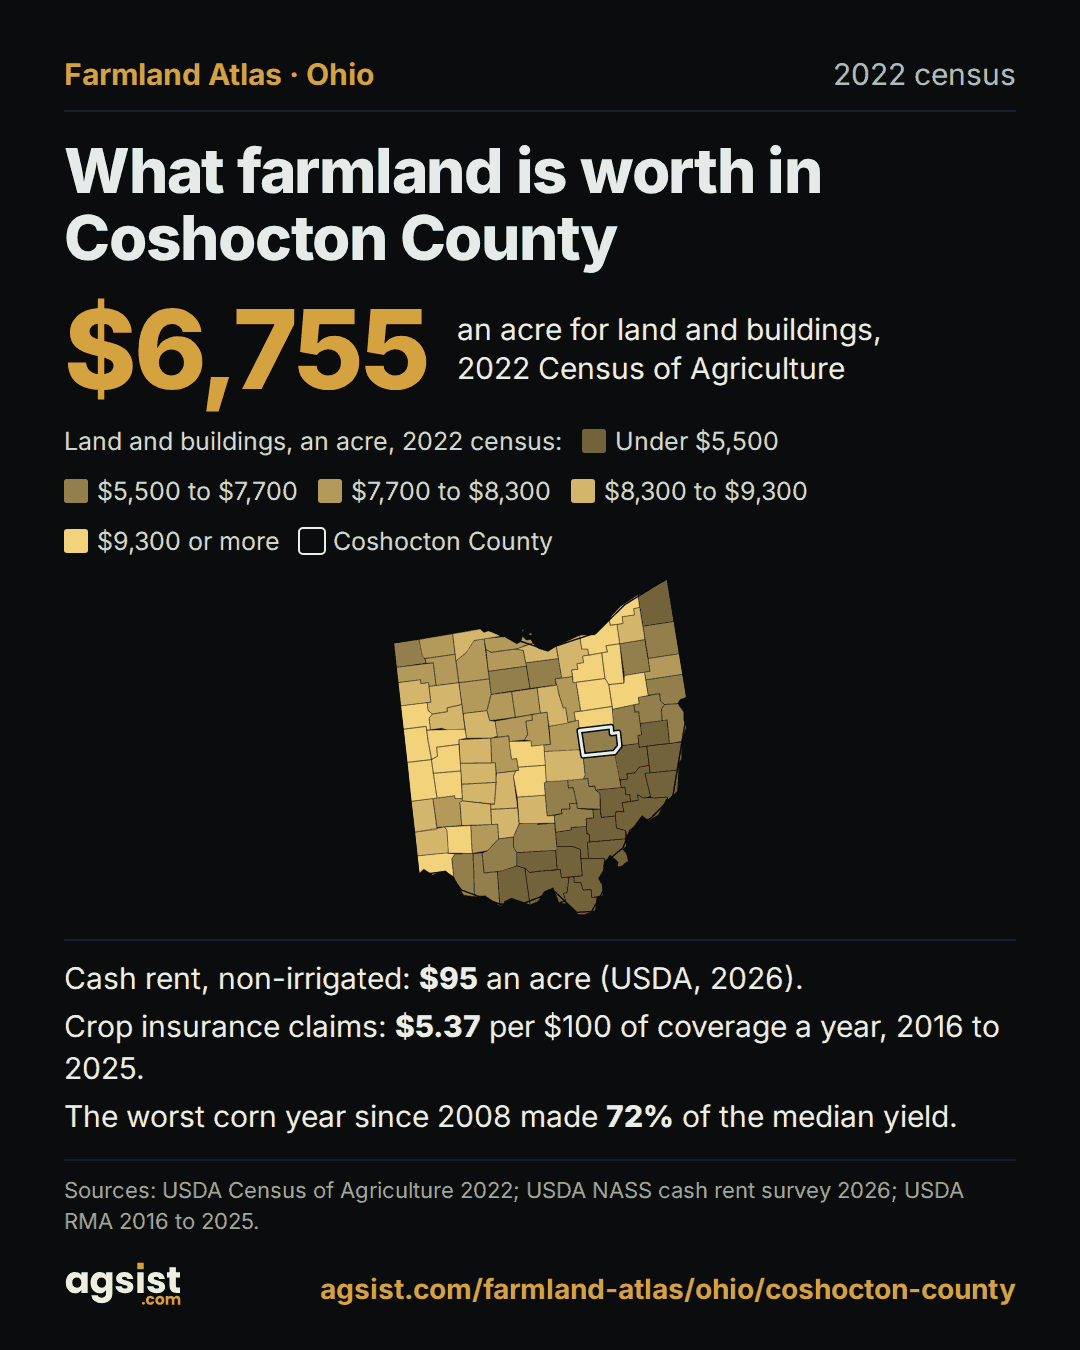 Farmland Atlas · Ohio
2022 census
What farmland is worth in
Coshocton County
$6,755
an acre for land and buildings,
2022 Census of Agriculture
Land and buildings, an acre, 2022 census: Under $5,500
$5,500 to $7,700 $7,700 to $8,300 $8,300 to $9,300
$9,300 or more Coshocton County
Cash rent, non-irrigated: $95 an acre (USDA, 2026).
Crop insurance claims: $5.37 per $100 of coverage a year, 2016 to
2025.
The worst corn year since 2008 made 72% of the median yield.
Sources: USDA Census of Agriculture 2022; USDA NASS cash rent survey 2026; USDA
RMA 2016 to 2025.
agsist
.com
agsist.com/farmland-atlas/ohio/coshocton-county